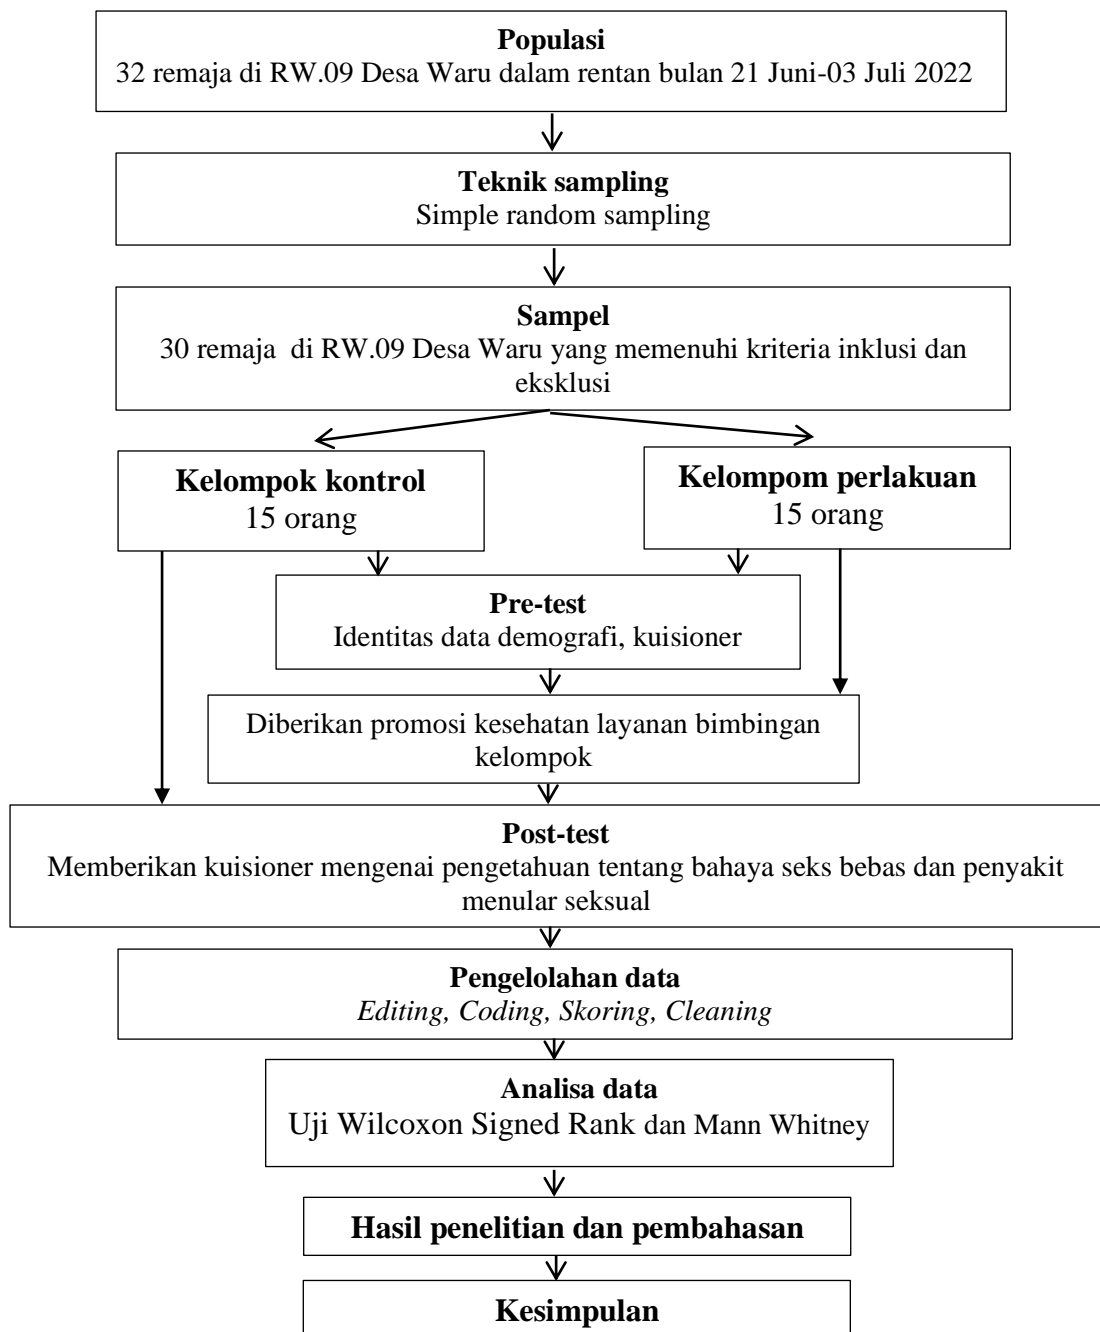 Populasi
32 remaja di RW.09 Desa Waru dalam rentan bulan 21 Juni-03 Juli 2022
Teknik sampling
Simple random sampling
Sampel
30 remaja di RW.09 Desa Waru yang memenuhi kriteria inklusi dan
eksklusi
Kelompok kontrol
15 orang
Kelompom perlakuan
15 orang
Pre-test
Identitas data demografi, kuisioner
Diberikan promosi kesehatan layanan bimbingan
kelompok
Post-test
Memberikan kuisioner mengenai pengetahuan tentang bahaya seks bebas dan penyakit
menular seksual
Pengelolahan data
Editing, Coding, Skoring, Cleaning
Analisa data
Uji Wilcoxon Signed Rank dan Mann Whitney
Hasil penelitian dan pembahasan
Kesimpulan